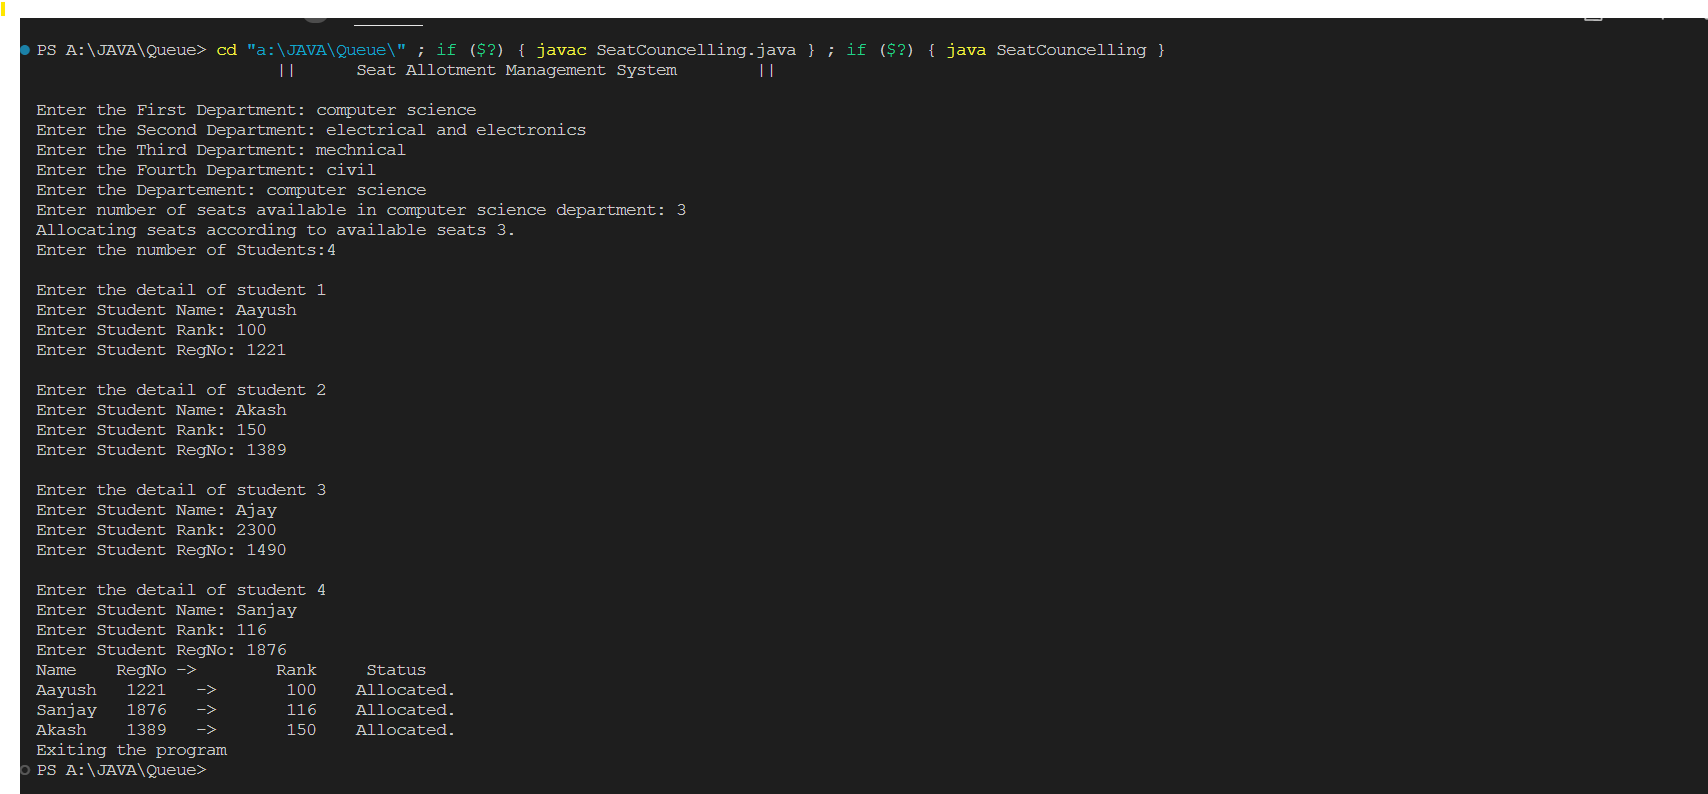 PS A:\JAVA\Queue> cd "a:\JAVA\Queue\" ; if ($?) { javac SeatCouncelling.java } ; if ($?) { java SeatCouncelling }
|| Seat Allotment Management System ||
Enter the First Department: computer science
Enter the Second Department: electrical and electronics
Enter the Third Department: mechnical
Enter the Fourth Department: civil
Enter the Departement: computer science
Enter number of seats available in computer science department: 3
Allocating seats according to available seats 3.
Enter the number of Students:4
Enter the detail of student 1
Enter Student Name: Aayush
Enter Student Rank: 100
Enter Student RegNo: 1221
Enter the detail of student 2
Enter Student Name: Akash
Enter Student Rank: 150
Enter Student RegNo: 1389
Enter the detail of student 3
Enter Student Name: Ajay
Enter Student Rank: 2300
Enter Student RegNo: 1490
Enter the detail of student 4
Enter Student Name: Sanjay
Enter Student Rank: 116
Enter Student RegNo: 1876
Name RegNo -> Rank Status
Aayush 1221 -> 100 Allocated.
Sanjay 1876 -> 116 Allocated.
Akash 1389 -> 150 Allocated.
Exiting the program
PS A:\JAVA\Queue>